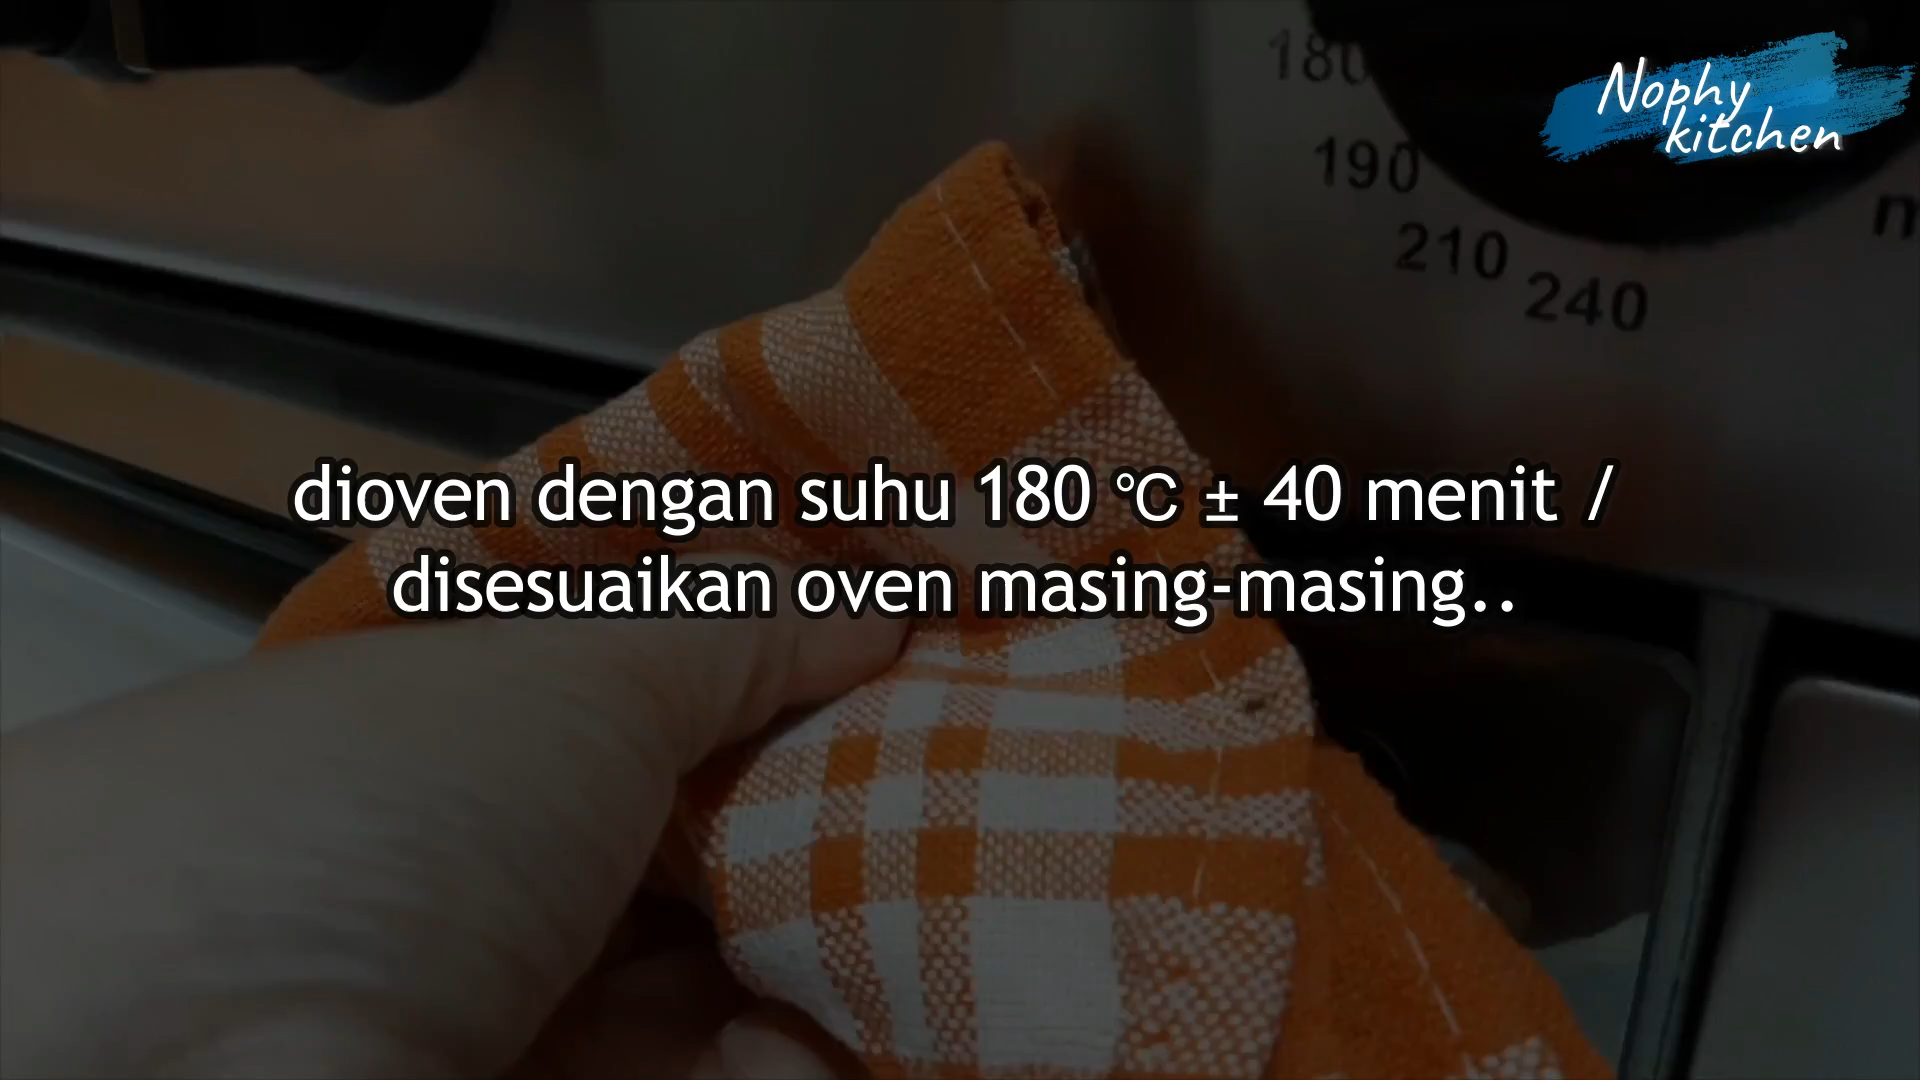 180
190
210
240
m
Nophy
kitchen
dioven dengan suhu 180 ℃ ± 40 menit /
disesuaikan oven masing-masing..